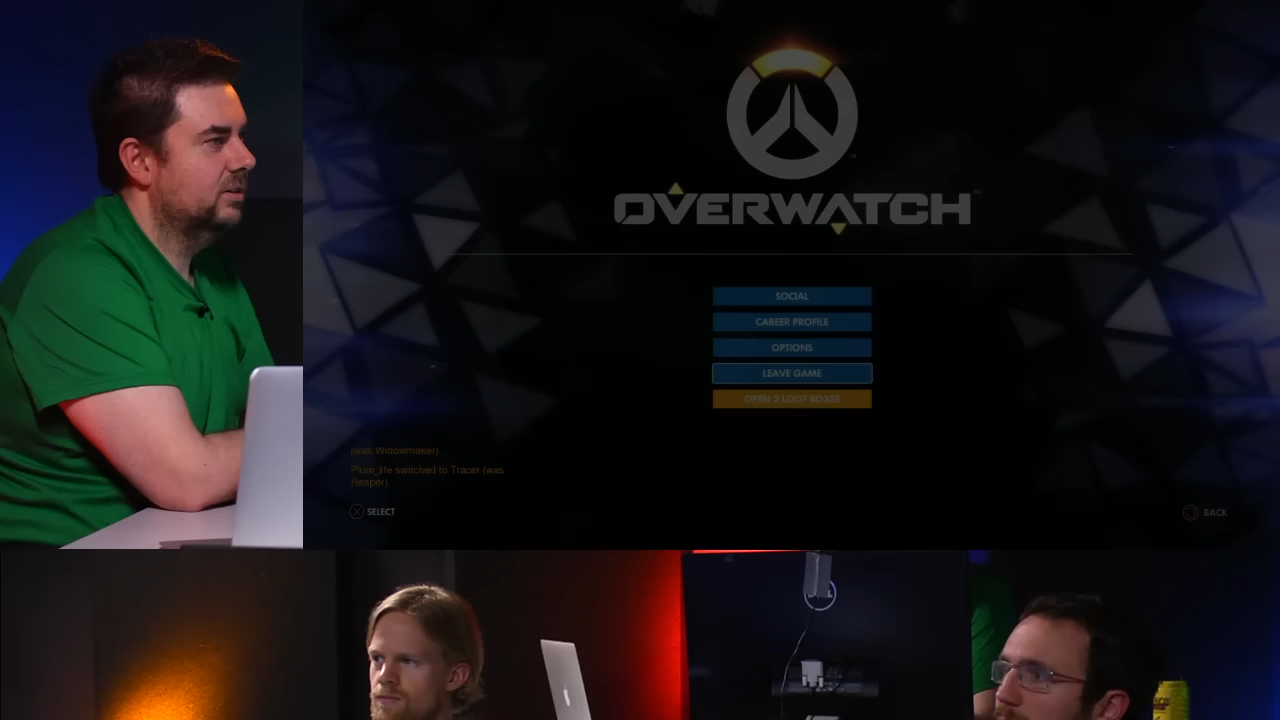 OVERWATCH
SOCIAL
CAREER PROFILE
OPTIONS
LEAVE GAME
OPEN 3 LOOT BOXES
(was Widowmaker).
Plum_life switched to Tracer (was
Reaper).
SELECT
BACK